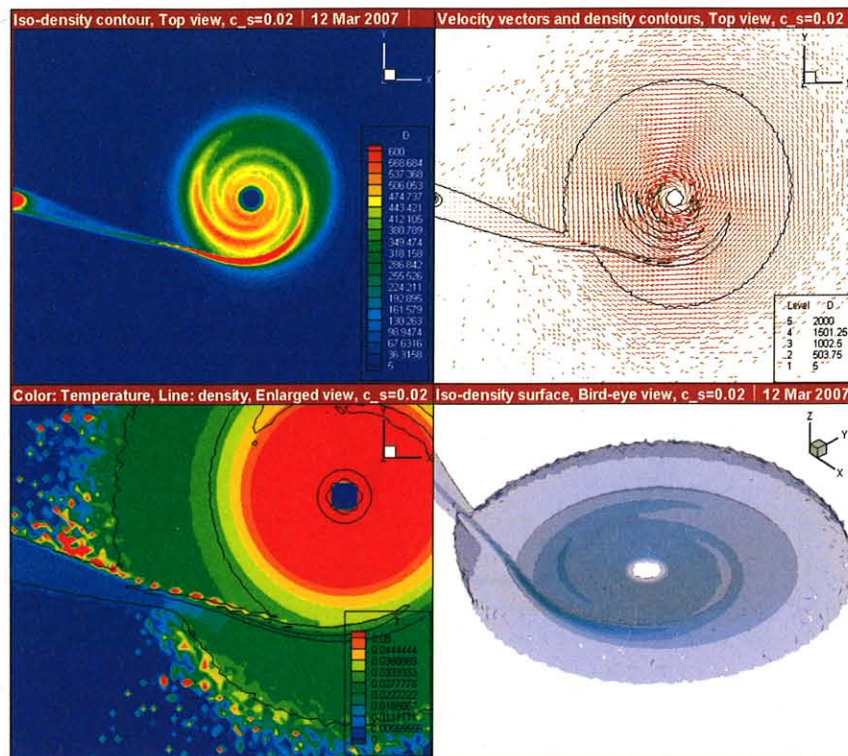 Iso-density contour, Top view, c_s=0.02 | 12 Mar 2007
Y
Z
X
D
600
568.684
537.368
506.053
474.737
443.421
412.105
380.789
349.474
318.158
286.842
255.526
224.211
192.895
161.579
130.263
98.9474
67.6316
36.3158
5
Velocity vectors and density contours, Top view, c_s=0.02
Y
X
Level D
5 2000
4 1501.25
3 1002.5
2 503.75
1 5
Color: Temperature, Line: density, Enlarged view, c_s=0.02
X
0.05
0.0444444
0.0388889
0.0333333
0.0277778
0.0222222
0.0166667
0.0111111
0.00555556
0
Iso-density surface, Bird-eye view, c_s=0.02 | 12 Mar 2007
Z
Y
X